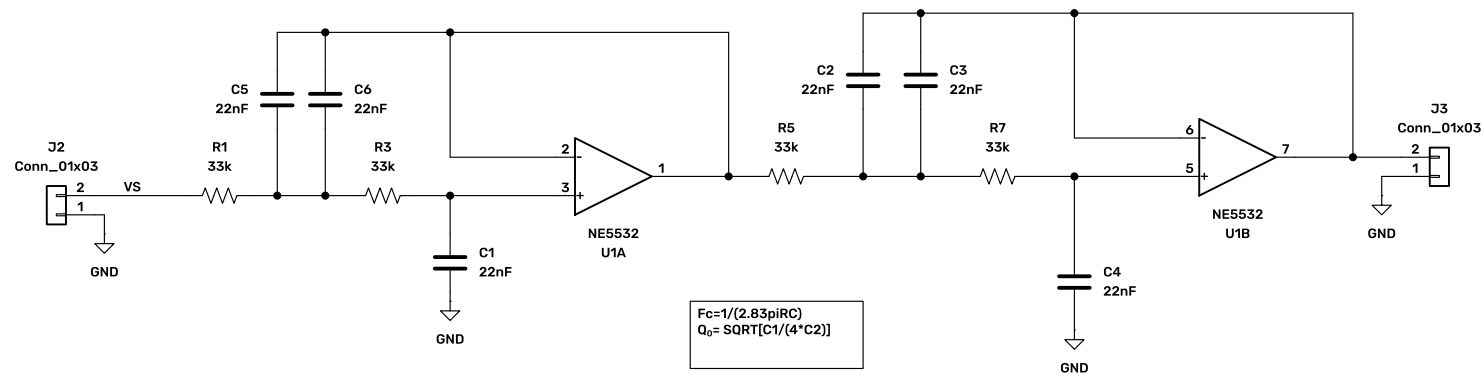 J2
Conn_01x03
2
1
VS
GND
R1
33k
C5
22nF
C6
22nF
R3
33k
C1
22nF
GND
2
-
3
+
1
NE5532
U1A
R5
33k
C2
22nF
C3
22nF
R7
33k
C4
22nF
GND
6
-
5
+
7
NE5532
U1B
J3
Conn_01x03
2
1
GND
Fc=1/(2.83piRC)
Q₀= SQRT[C1/(4*C2)]